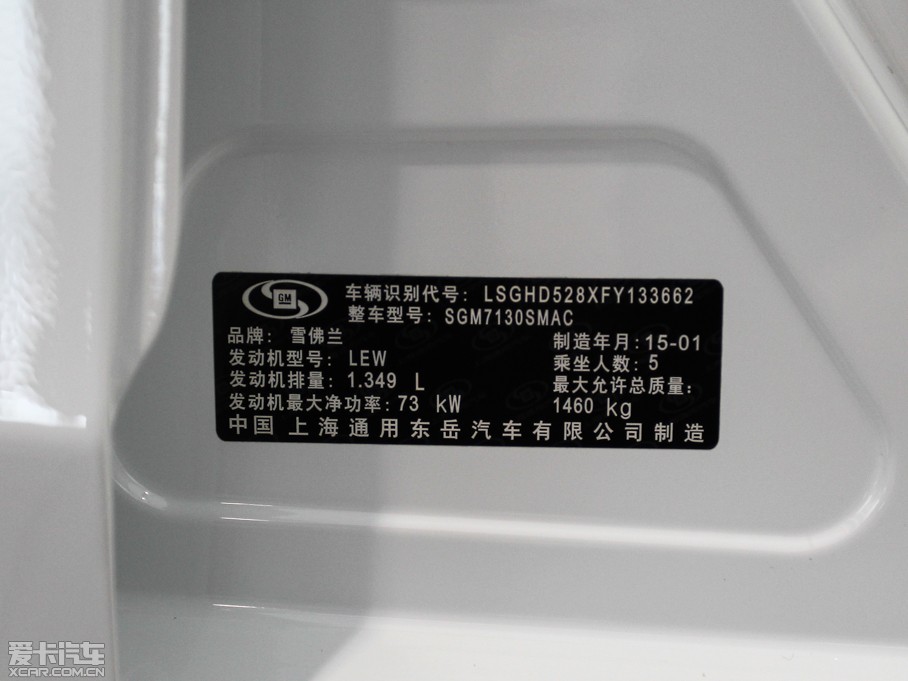 GM
车辆识别代号: LSGHD528XFY133662
整车型号: SGM7130SMAC
品牌: 雪佛兰
制造年月: 15-01
发动机型号: LEW
乘坐人数: 5
发动机排量: 1.349 L
最大允许总质量:
发动机最大净功率: 73 kW
1460 kg
中国 上海通用东岳汽车有限公司制造
爱卡汽车
XCAR.COM.CN